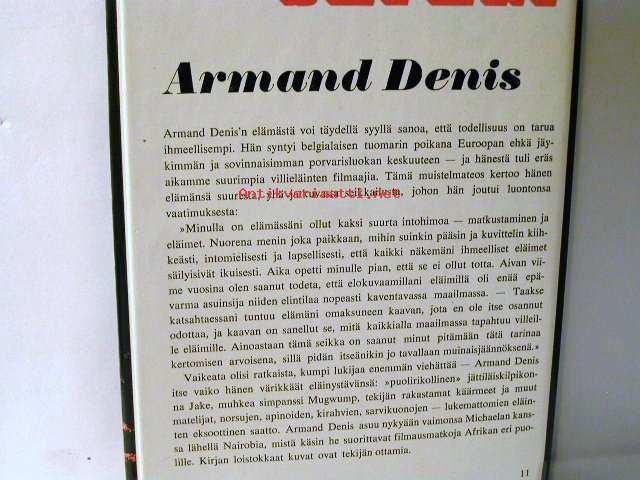 Armand Denis
Armand Denis'n elämästä voi täydellä syyllä sanoa, että todellisuus on tarua
ihmeellisempi. Hän syntyi belgialaisen tuomarin poikana Euroopan ehkä jäy-
kimmän ja sovinnaisimman porvarisluokan keskuuteen — ja hänestä tuli eräs
aikamme suurimpia villieläinten filmaajia. Tämä muistelmateos kertoo hänen
elämänsä suuresta, johon hän joutui luontonsa
Antikvariaatti.net
vaatimuksesta:
»Minulla on elämässäni ollut kaksi suurta intohimoa — matkustaminen ja
eläimet. Nuorena menin joka paikkaan, mihin suinkin pääsin ja kuvittelin kiih-
keästi, intomielisesti ja lapsellisesti, että kaikki näkemäni ihmeelliset eläimet
säilyisivät ikuisesti. Aika opetti minulle pian, että se ei ollut totta. Aivan vii-
me vuosina olen saanut todeta, että elokuvaamillani eläimillä oli enää epä-
varma asuinsija niiden elintilaa nopeasti kaventavassa maailmassa. — Taakse
katsahtaessani tuntuu elämäni omaksuneen kaavan, jota en ole itse osannut
odottaa, ja kaavan on sanellut se, mitä kaikkialla maailmassa tapahtuu villeil-
le eläimille. Ainoastaan tämä seikka on saanut minut pitämään tätä tarinaa
kertomisen arvoisena, sillä pidän itseänikin jo tavallaan muinaisjäännöksenä.»
Vaikeata olisi ratkaista, kumpi lukijaa enemmän viehättää — Armand Denis
itse vaiko hänen värikkäät eläinystävänsä: »puolirikollinen» jättiläiskilpikon-
na Jake, muhkea simpanssi Mugwump, tekijän rakastamat käärmeet ja muut
matelijat, norsujen, apinoiden, kirahvien, sarvikuonojen — lukemattomien eläin-
ten eksoottinen saatto. Armand Denis asuu nykyään vaimonsa Michaelan kans-
sa lähellä Nairobia, mistä käsin he suorittavat filmausmatkoja Afrikan eri puo-
lille. Kirjan loistokkaat kuvat ovat tekijän ottamia.
11